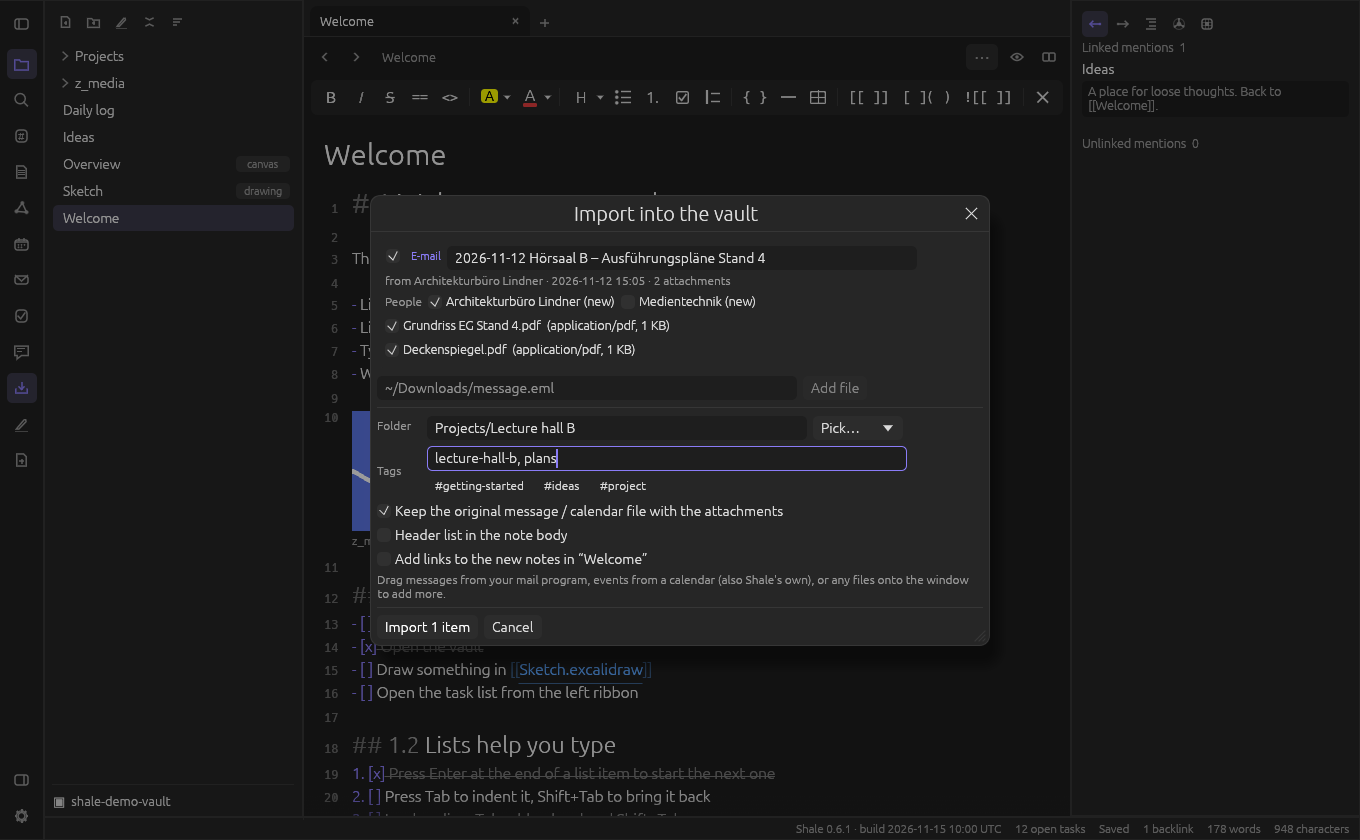 Welcome
Projects
z_media
Daily log
Ideas
Overview canvas
Sketch drawing
Welcome
shale-demo-vault
Welcome
B I S == <> A A H 1. { } — [[ ]] [ ]( ) ![[ ]]
Welcome
1 #
2
3 Th
4
5 - Li
6 - Li
7 - Ty
8 - W
9
10
z_m
11
12 ##
13 - [ ]
14 - [x] Open the vault
15 - [ ] Draw something in [[Sketch.excalidraw]]
16 - [ ] Open the task list from the left ribbon
17
18 ## 1.2 Lists help you type
19 1. [x] Press Enter at the end of a list item to start the next one
20 2. [ ] Press Tab to indent it, Shift+Tab to bring it back
Import into the vault
E-mail 2026-11-12 Hörsaal B – Ausführungspläne Stand 4
from Architekturbüro Lindner · 2026-11-12 15:05 · 2 attachments
People Architekturbüro Lindner (new) Medientechnik (new)
Grundriss EG Stand 4.pdf (application/pdf, 1 KB)
Deckenspiegel.pdf (application/pdf, 1 KB)
~/Downloads/message.eml Add file
Folder Projects/Lecture hall B Pick…
Tags lecture-hall-b, plans
#getting-started #ideas #project
Keep the original message / calendar file with the attachments
Header list in the note body
Add links to the new notes in “Welcome”
Drag messages from your mail program, events from a calendar (also Shale's own), or any files onto the window
to add more.
Import 1 item Cancel
Linked mentions 1
Ideas
A place for loose thoughts. Back to
[[Welcome]].
Unlinked mentions 0
Shale 0.6.1 · build 2026-11-15 10:00 UTC 12 open tasks Saved 1 backlink 178 words 948 characters